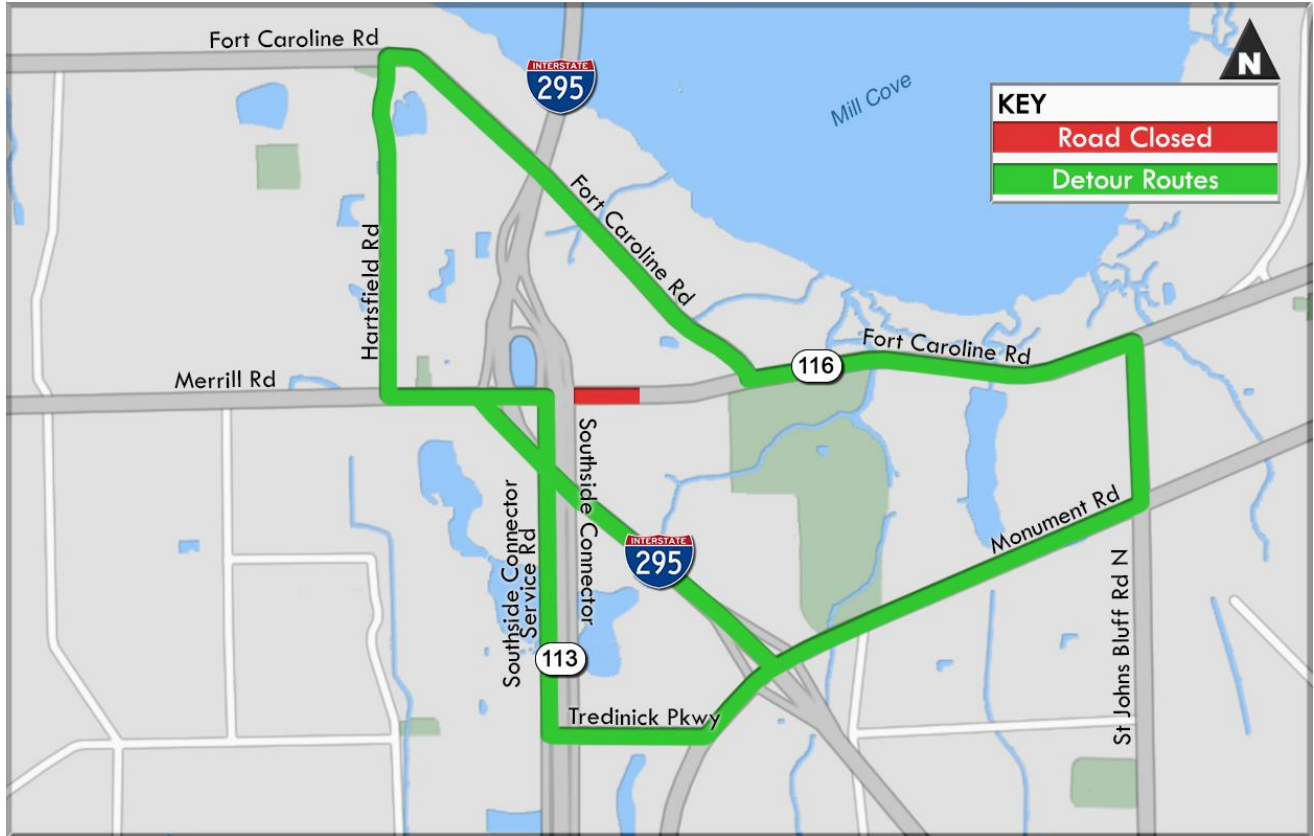 Fort Caroline Rd
INTERSTATE
295
N
Mill Cove
KEY
Road Closed
Detour Routes
Fort Caroline Rd
Hartsfield Rd
Fort Caroline Rd
116
Merrill Rd
Southside Connector
Service Rd
Southside Connector
Monument Rd
INTERSTATE
295
St Johns Bluff Rd N
113
Tredinick Pkwy